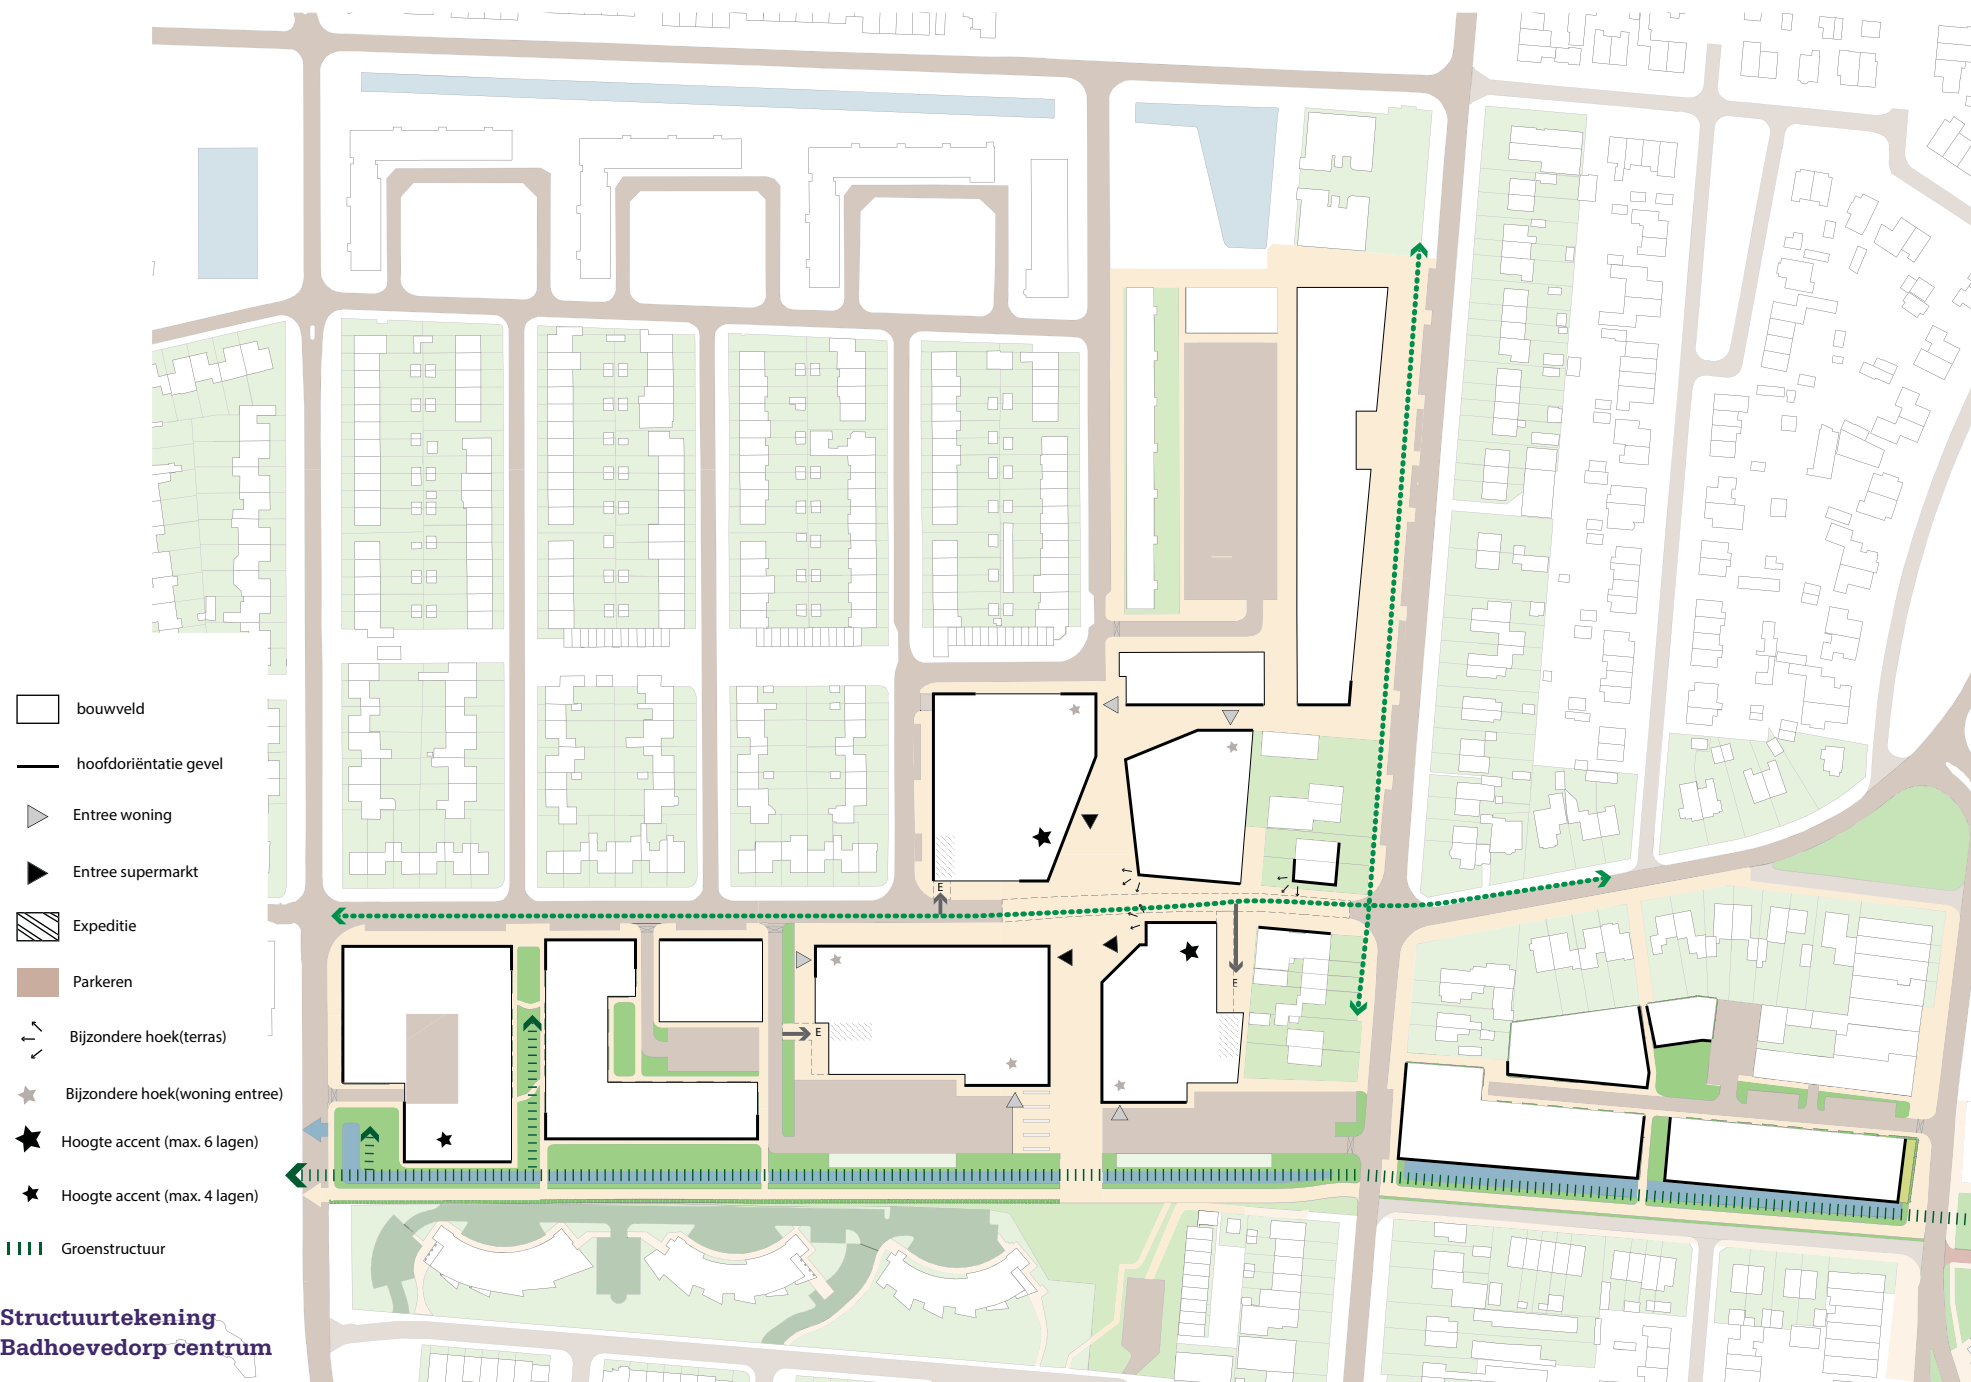 bouwveld
hoofdoriëntatie gevel
Entree woning
Entree supermarkt
Expeditie
Parkeren
Bijzondere hoek(terras)
Bijzondere hoek(woning entree)
Hoogte accent (max. 6 lagen)
Hoogte accent (max. 4 lagen)
Groenstructuur
Structuurtekening
Badhoevedorp centrum
E
E
E